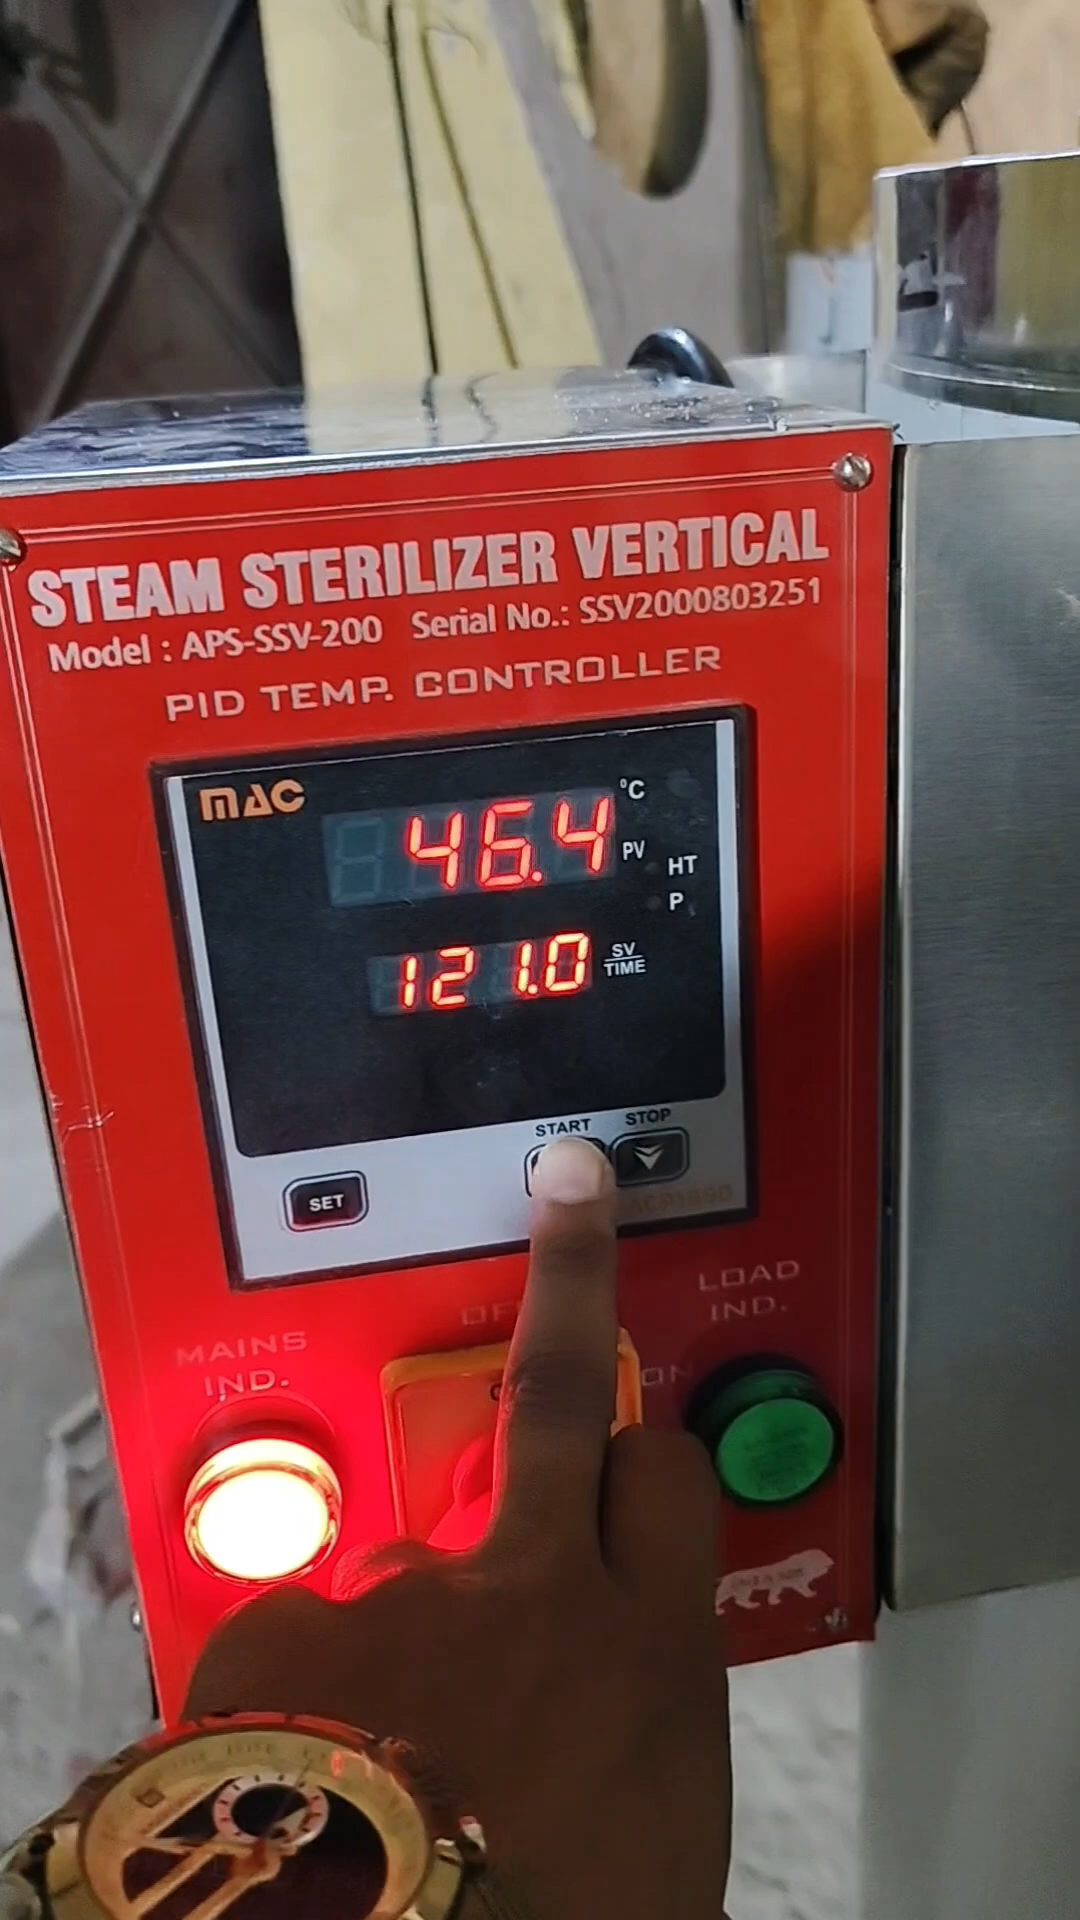 STEAM STERILIZER VERTICAL
Model : APS-SSV-200 Serial No.: SSV2000803251
PID TEMP. CONTROLLER
MAC
46.4 °C
PV
HT
P
121.0 SV
TIME
START STOP
SET
LOAD
IND.
MAINS
IND.
ON